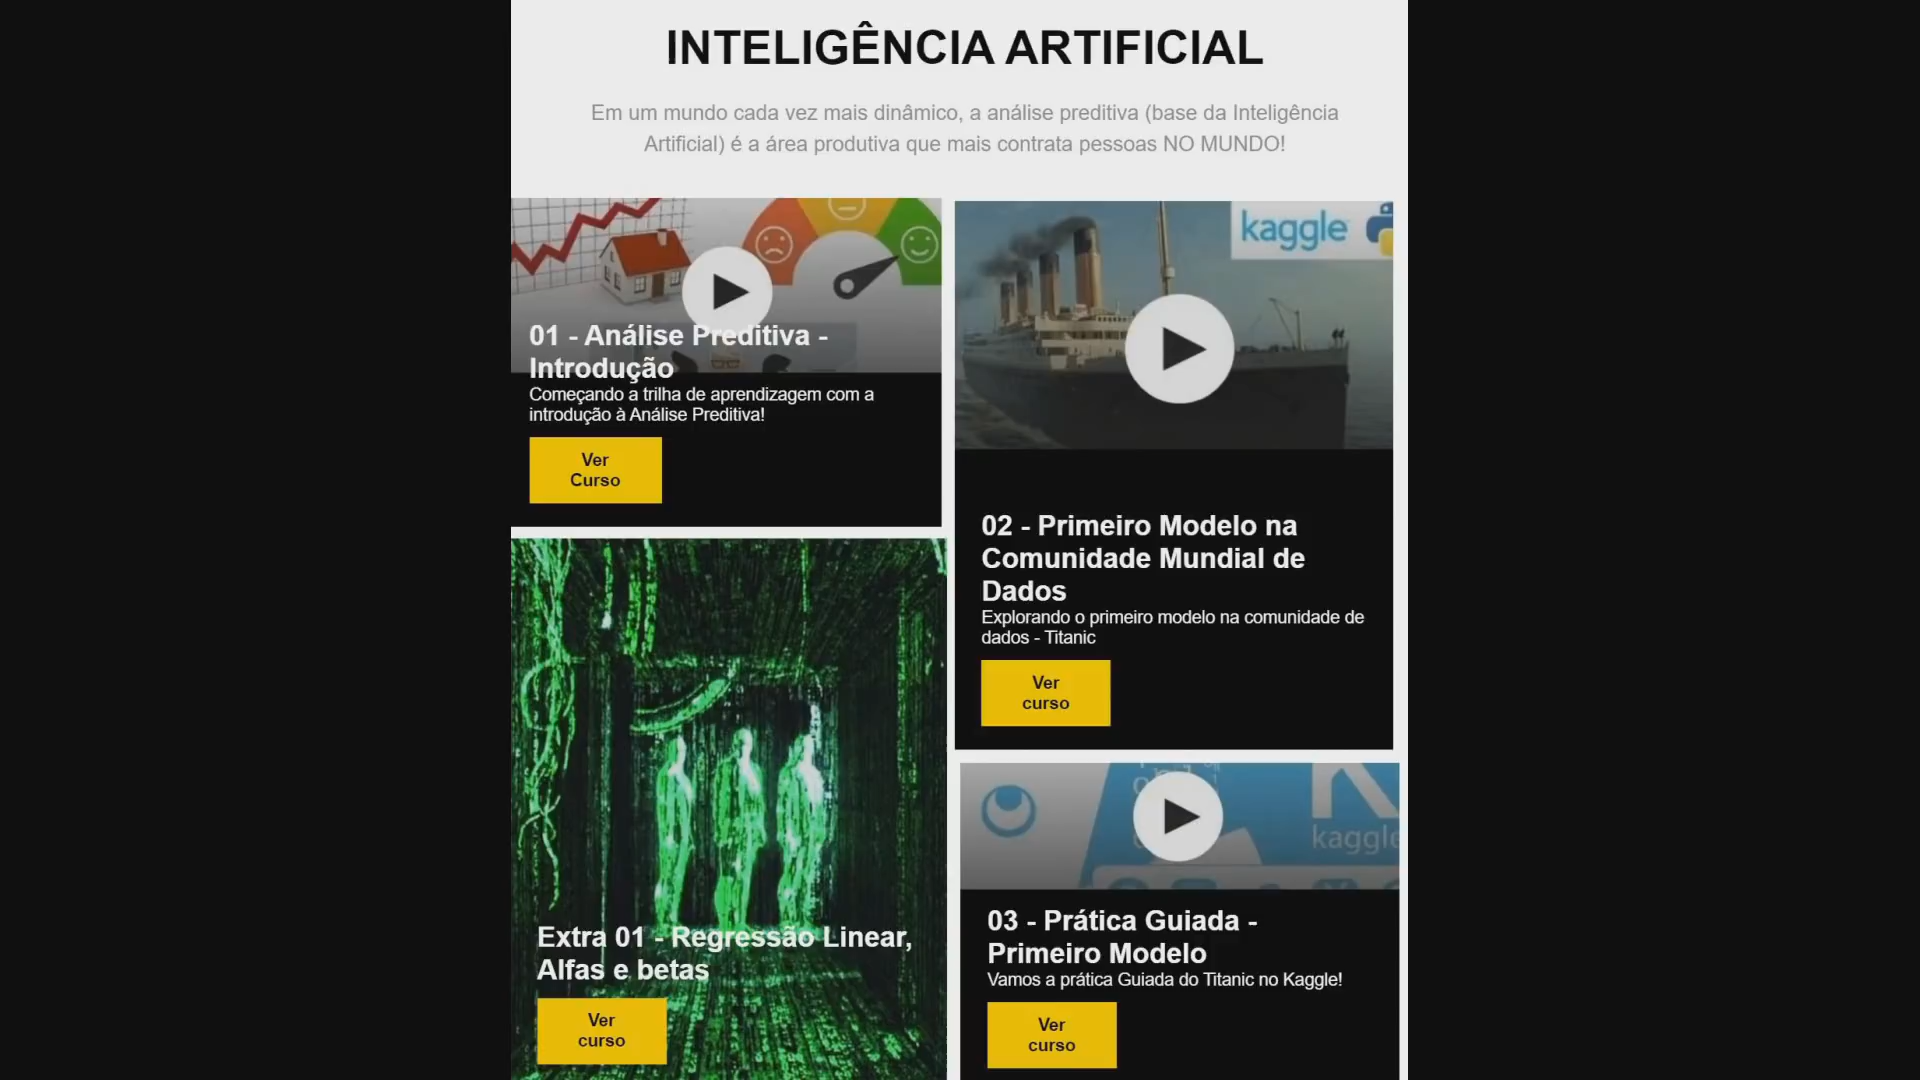 INTELIGÊNCIA ARTIFICIAL
Em um mundo cada vez mais dinâmico, a análise preditiva (base da Inteligência
Artificial) é a área produtiva que mais contrata pessoas NO MUNDO!
01 - Análise Preditiva -
Introdução
Começando a trilha de aprendizagem com a
introdução à Análise Preditiva!
Ver
Curso
kaggle
02 - Primeiro Modelo na
Comunidade Mundial de
Dados
Explorando o primeiro modelo na comunidade de
dados - Titanic
Ver
curso
Extra 01 - Regressão Linear,
Alfas e betas
Ver
curso
K
kaggle
03 - Prática Guiada -
Primeiro Modelo
Vamos a prática Guiada do Titanic no Kaggle!
Ver
curso